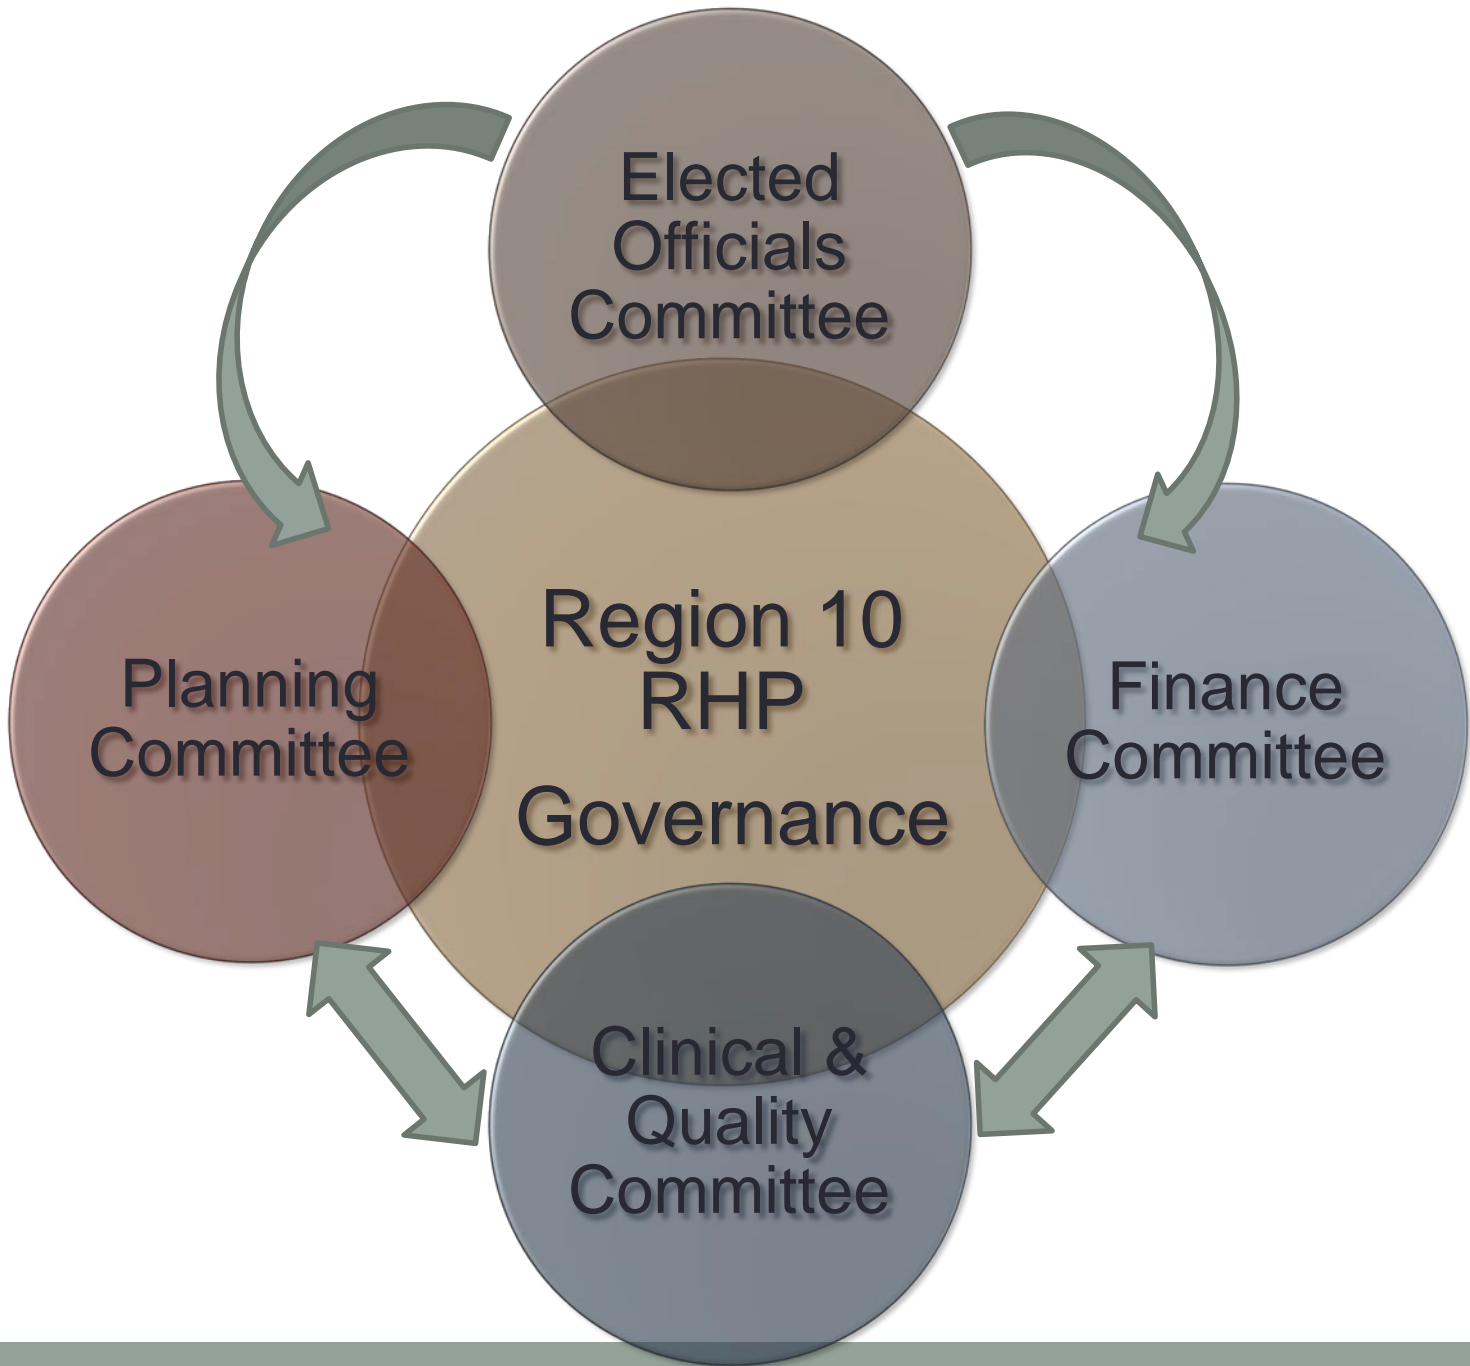 Elected
Officials
Committee
Region 10
RHP
Governance
Planning
Committee
Finance
Committee
Clinical &
Quality
Committee